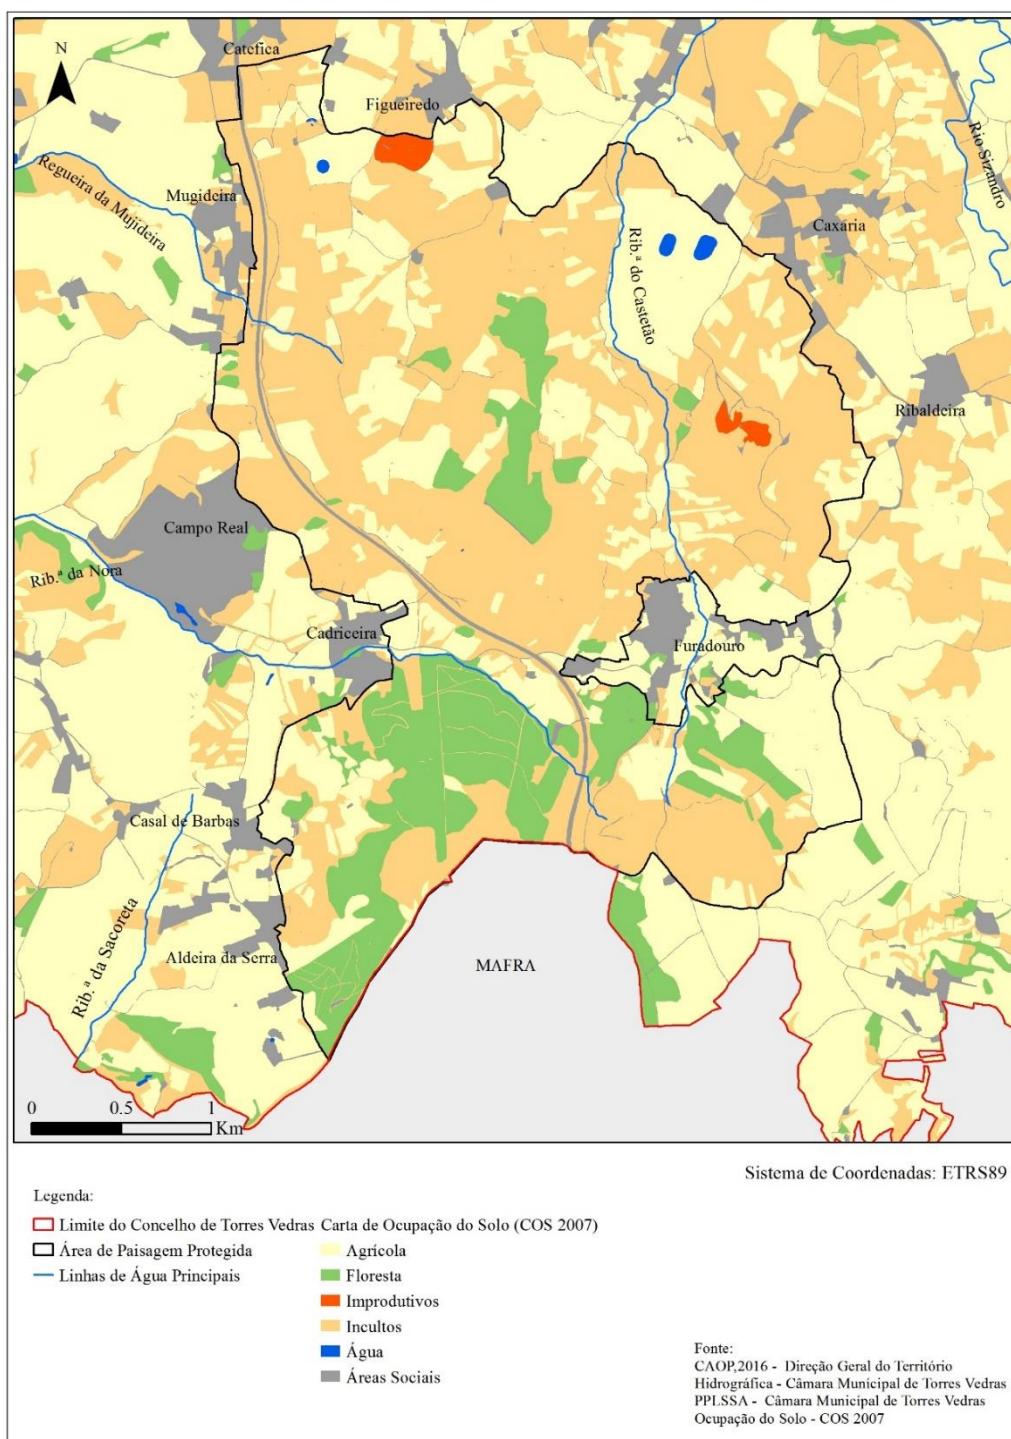 N
Catefica
Figueiredo
Regueira da Mujideira
Mugideira
Rio Sizandro
Caxaria
Rib.ª do Castetão
Ribaldeira
Campo Real
Rib.ª da Nora
Cadriceira
Furadouro
Casal de Barbas
Rib.ª da Sacoreta
Aldeira da Serra
MAFRA
0 0.5 1
Km
Sistema de Coordenadas: ETRS89
Legenda:
Limite do Concelho de Torres Vedras
Área de Paisagem Protegida
Linhas de Água Principais
Carta de Ocupação do Solo (COS 2007)
Agrícola
Floresta
Improdutivos
Incultos
Água
Áreas Sociais
Fonte:
CAOP,2016 - Direção Geral do Território
Hidrográfica - Câmara Municipal de Torres Vedras
PPLSSA - Câmara Municipal de Torres Vedras
Ocupação do Solo - COS 2007